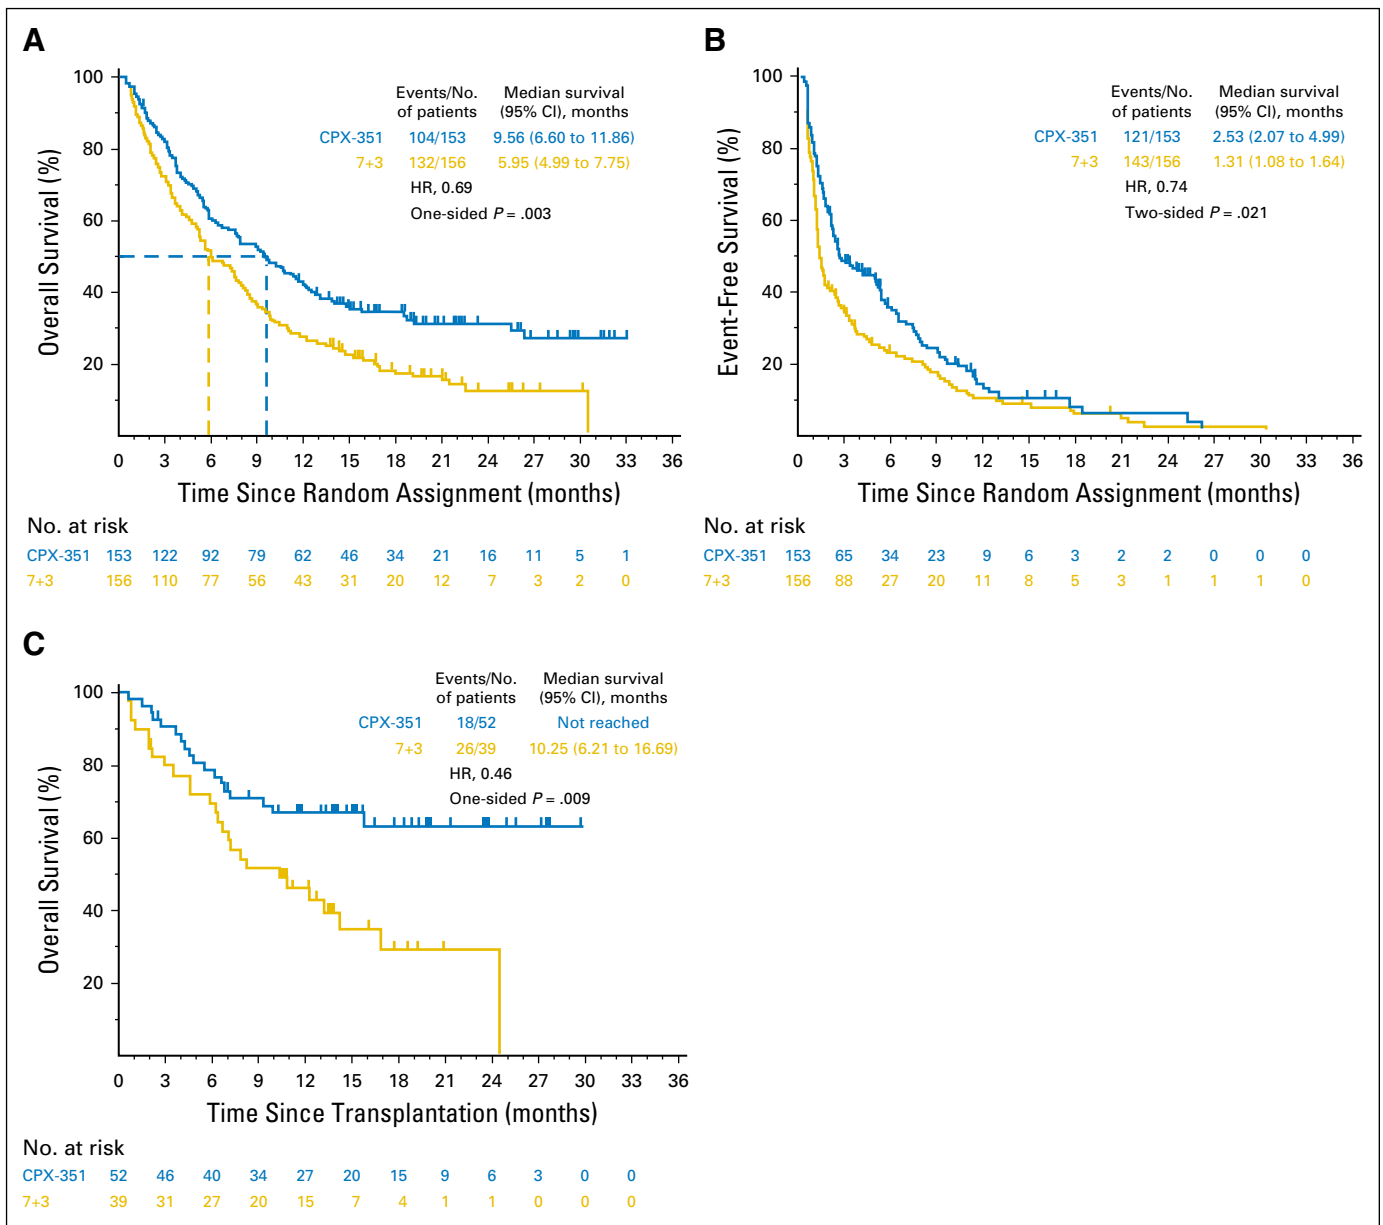 A
Overall Survival (%)
100
80
60
40
20
Events/No. Median survival
of patients (95% CI), months
CPX-351 104/153 9.56 (6.60 to 11.86)
7+3 132/156 5.95 (4.99 to 7.75)
HR, 0.69
One-sided P = .003
0 3 6 9 12 15 18 21 24 27 30 33 36
Time Since Random Assignment (months)
No. at risk
CPX-351 153 122 92 79 62 46 34 21 16 11 5 1
7+3 156 110 77 56 43 31 20 12 7 3 2 0
B
Event-Free Survival (%)
100
80
60
40
20
Events/No. Median survival
of patients (95% CI), months
CPX-351 121/153 2.53 (2.07 to 4.99)
7+3 143/156 1.31 (1.08 to 1.64)
HR, 0.74
Two-sided P = .021
0 3 6 9 12 15 18 21 24 27 30 33 36
Time Since Random Assignment (months)
No. at risk
CPX-351 153 65 34 23 9 6 3 2 2 0 0 0
7+3 156 88 27 20 11 8 5 3 1 1 1 0
C
Overall Survival (%)
100
80
60
40
20
Events/No. Median survival
of patients (95% CI), months
CPX-351 18/52 Not reached
7+3 26/39 10.25 (6.21 to 16.69)
HR, 0.46
One-sided P = .009
0 3 6 9 12 15 18 21 24 27 30 33 36
Time Since Transplantation (months)
No. at risk
CPX-351 52 46 40 34 27 20 15 9 6 3 0 0
7+3 39 31 27 20 15 7 4 1 1 0 0 0